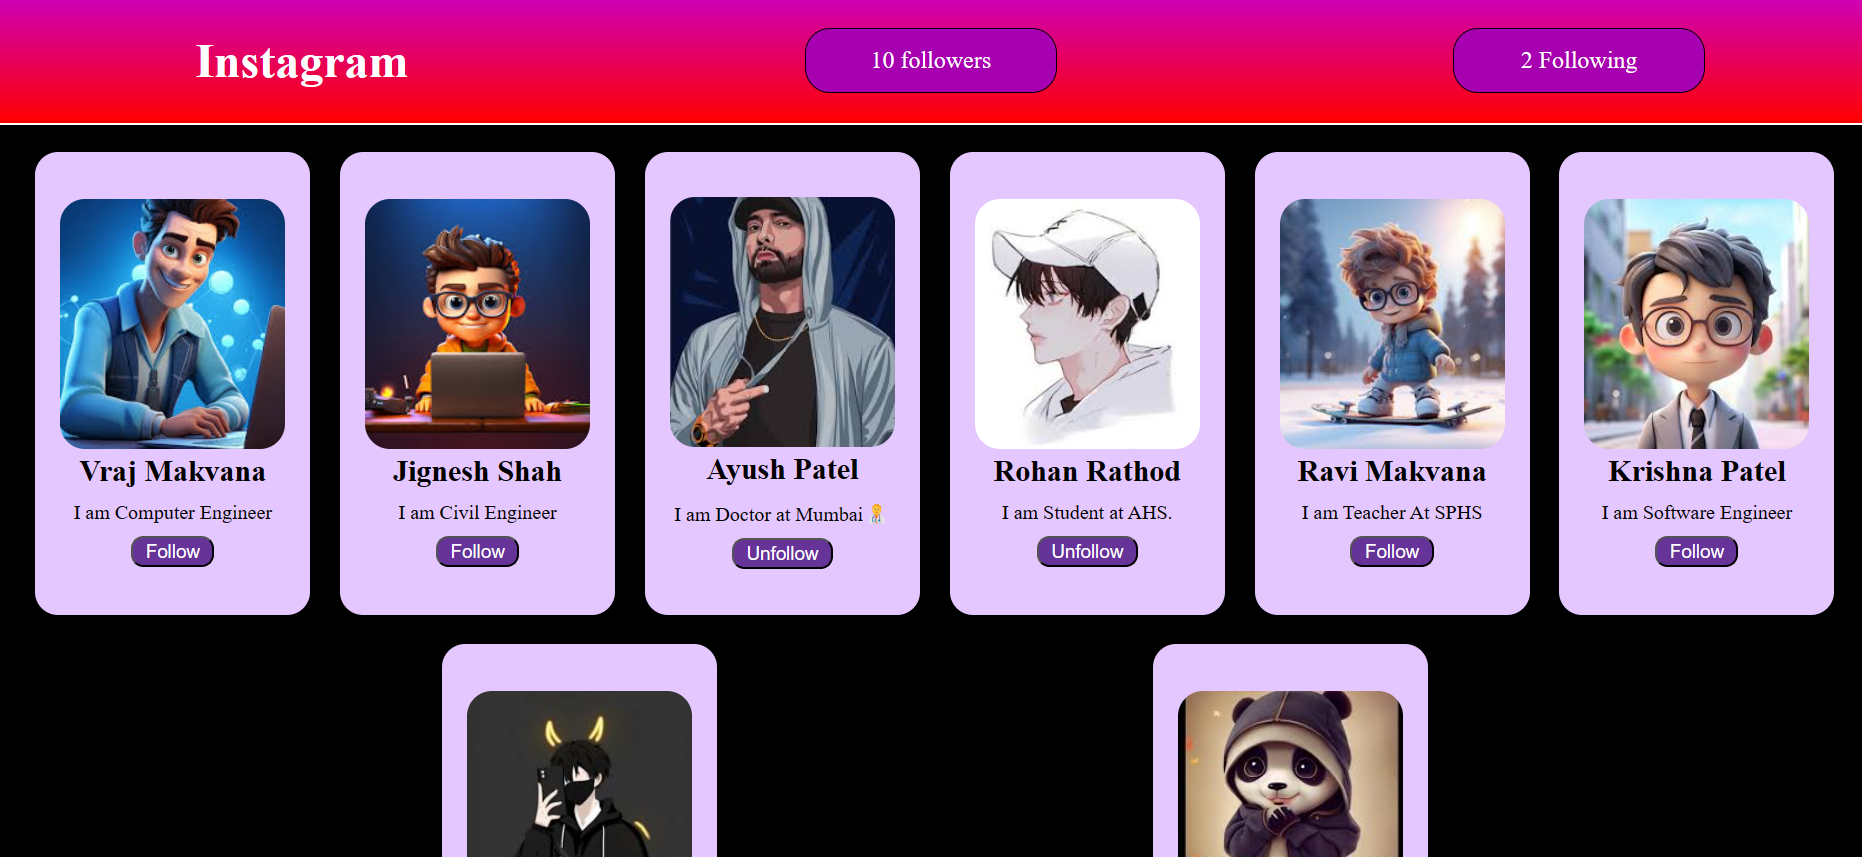 Instagram
10 followers
2 Following
Vraj Makvana
I am Computer Engineer
Follow
Jignesh Shah
I am Civil Engineer
Follow
Ayush Patel
I am Doctor at Mumbai 🧑‍⚕️
Unfollow
Rohan Rathod
I am Student at AHS.
Unfollow
Ravi Makvana
I am Teacher At SPHS
Follow
Krishna Patel
I am Software Engineer
Follow